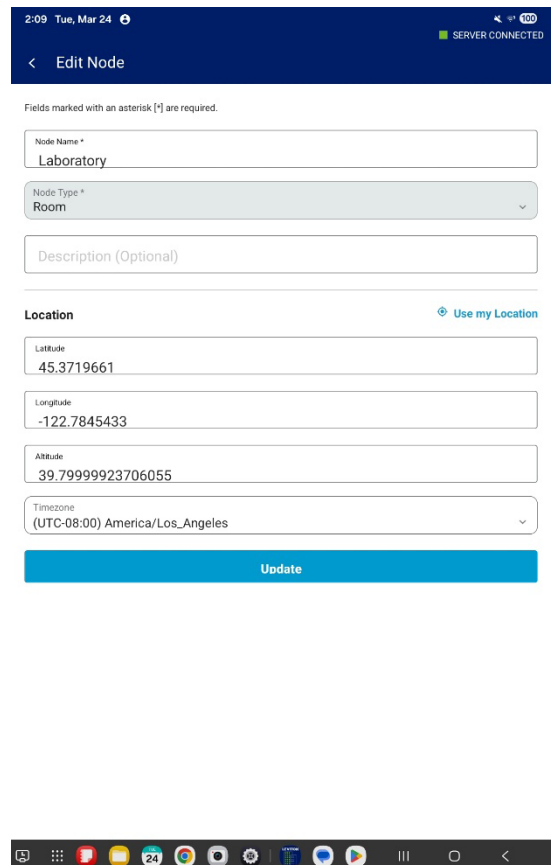 2:09 Tue, Mar 24
100
SERVER CONNECTED
Edit Node
Fields marked with an asterisk [*] are required.
Node Name *
Laboratory
Node Type *
Room
Description (Optional)
Location
Use my Location
Latitude
45.3719661
Longitude
-122.7845433
Altitude
39.79999923706055
Timezone
(UTC-08:00) America/Los_Angeles
Update
24